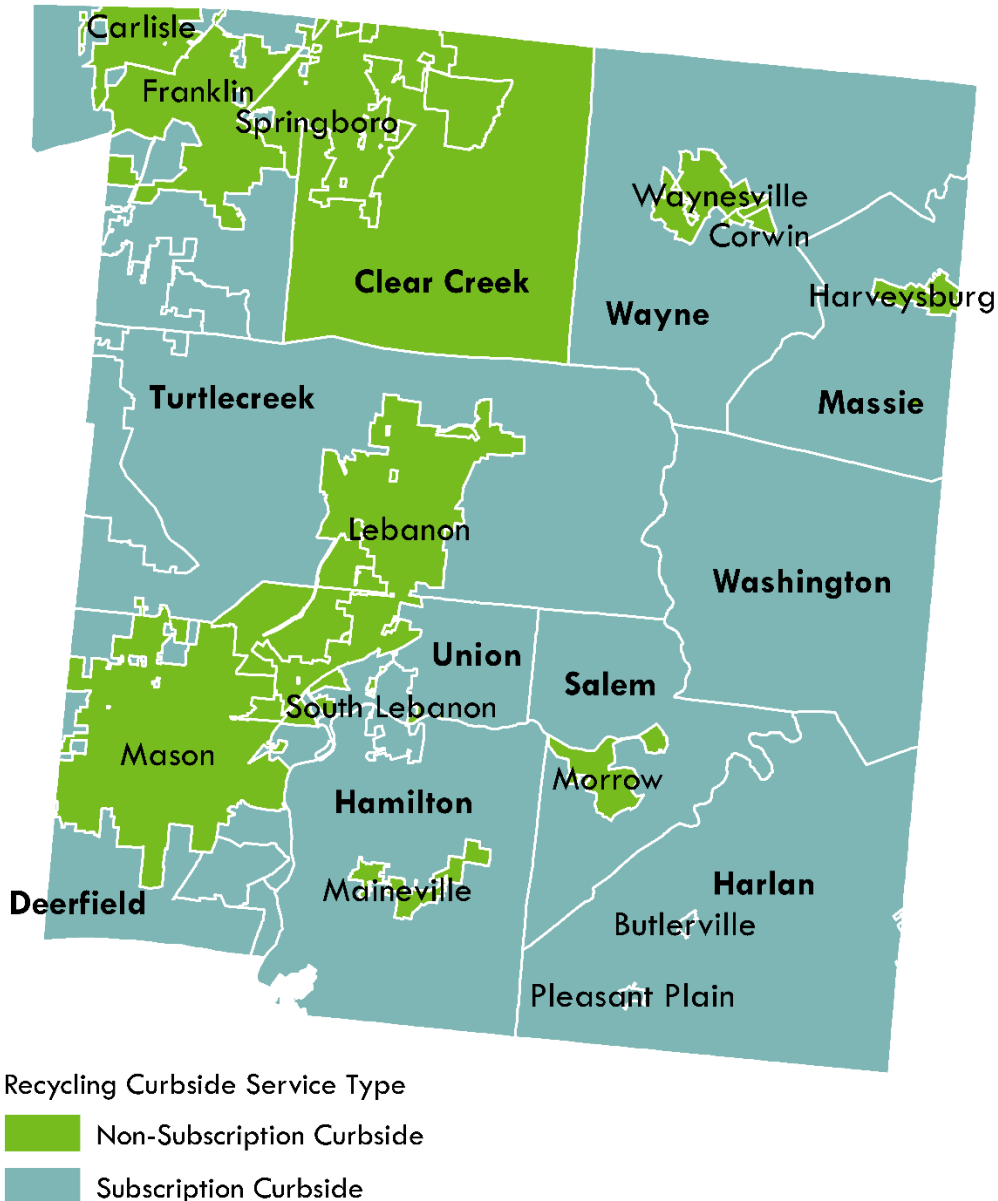 Carlisle
Franklin
Springboro
Waynesville
Corwin
Clear Creek
Harveysburg
Wayne
Turtlecreek
Massie
Lebanon
Washington
Union
Salem
South Lebanon
Mason
Morrow
Hamilton
Maineville
Harlan
Deerfield
Butlerville
Pleasant Plain
Recycling Curbside Service Type
Non-Subscription Curbside
Subscription Curbside